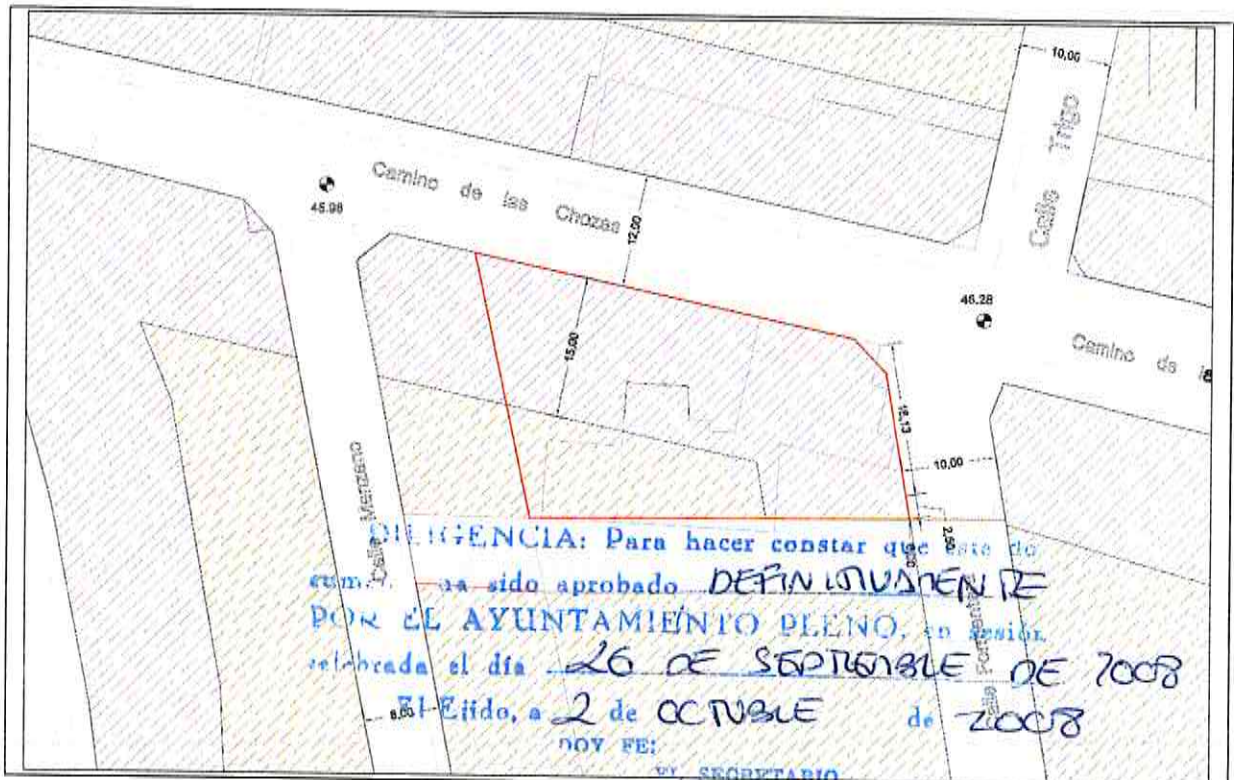 10,00
Calle Trigo
Camino de las Chozas
12,00
45.98
46.28
Camino de
15,00
16,13
10,00
2,50
Calle Manzano
DILIGENCIA: Para hacer constar que este do
cum. ha sido aprobado DEFINITIVAMENTE
POR EL AYUNTAMIENTO PLENO, en sesión
celebrada el día 26 DE SEPTIEMBRE DE 2008
El Ejido, a 2 de OCTUBRE de 2008
8,00
DOY FE:
EL SECRETARIO